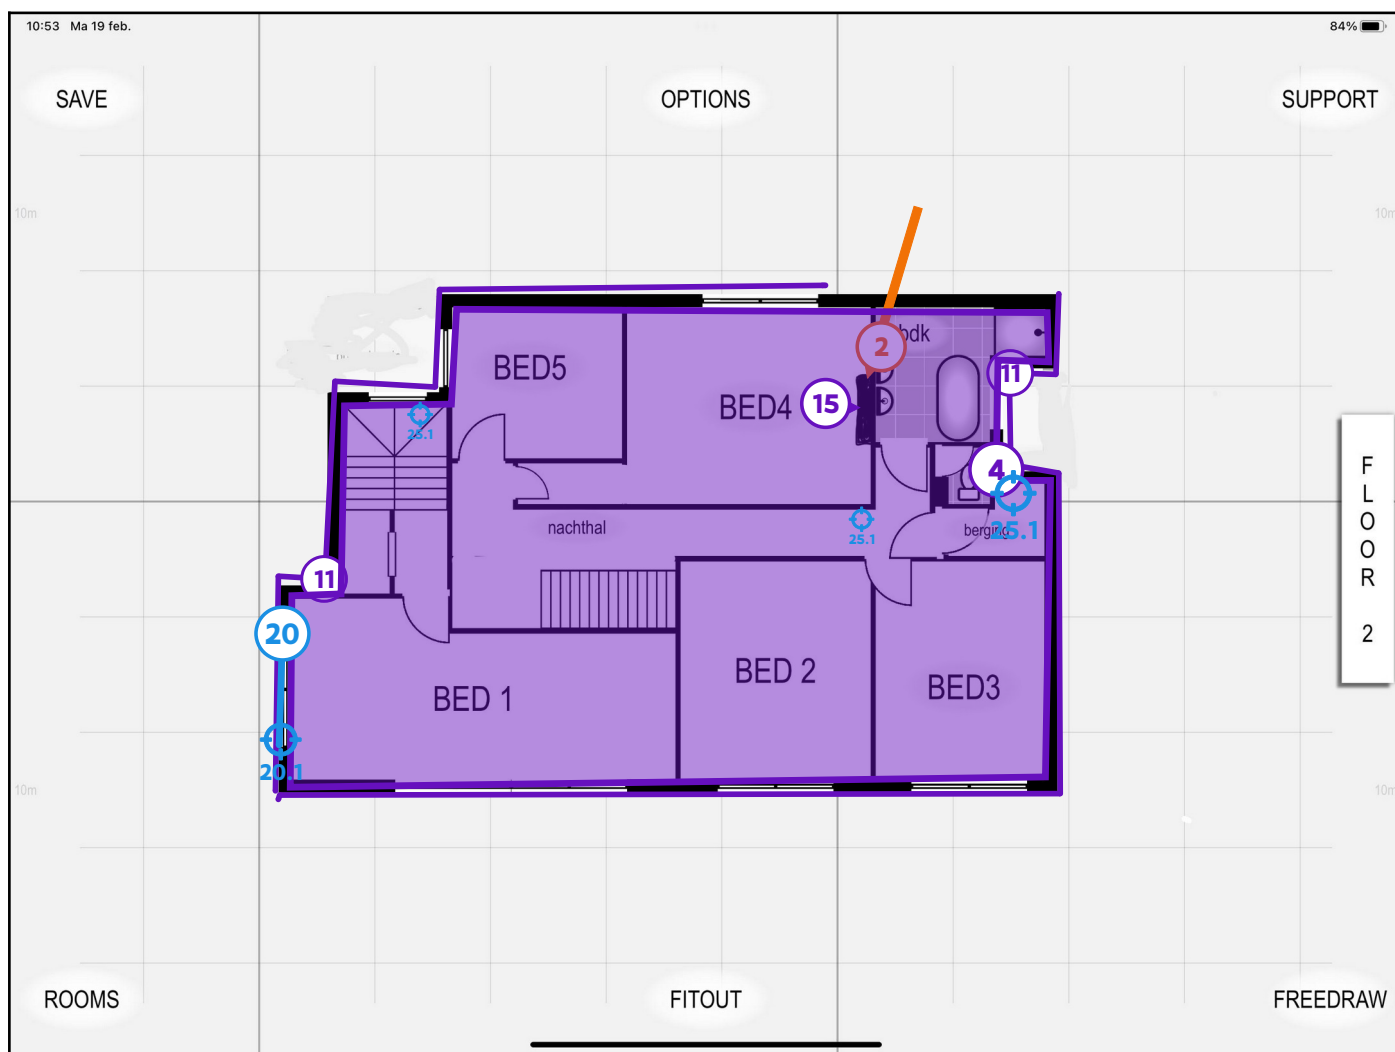 10:53 Ma 19 feb.
84%
SAVE
OPTIONS
SUPPORT
10m
10m
2
bdk
BED5
11
BED4
15
25.1
4
F
L
O
O
R
2
nachthal
25.1
berging
25.1
11
20
BED 1
BED 2
BED3
20.1
10m
10m
ROOMS
FITOUT
FREEDRAW